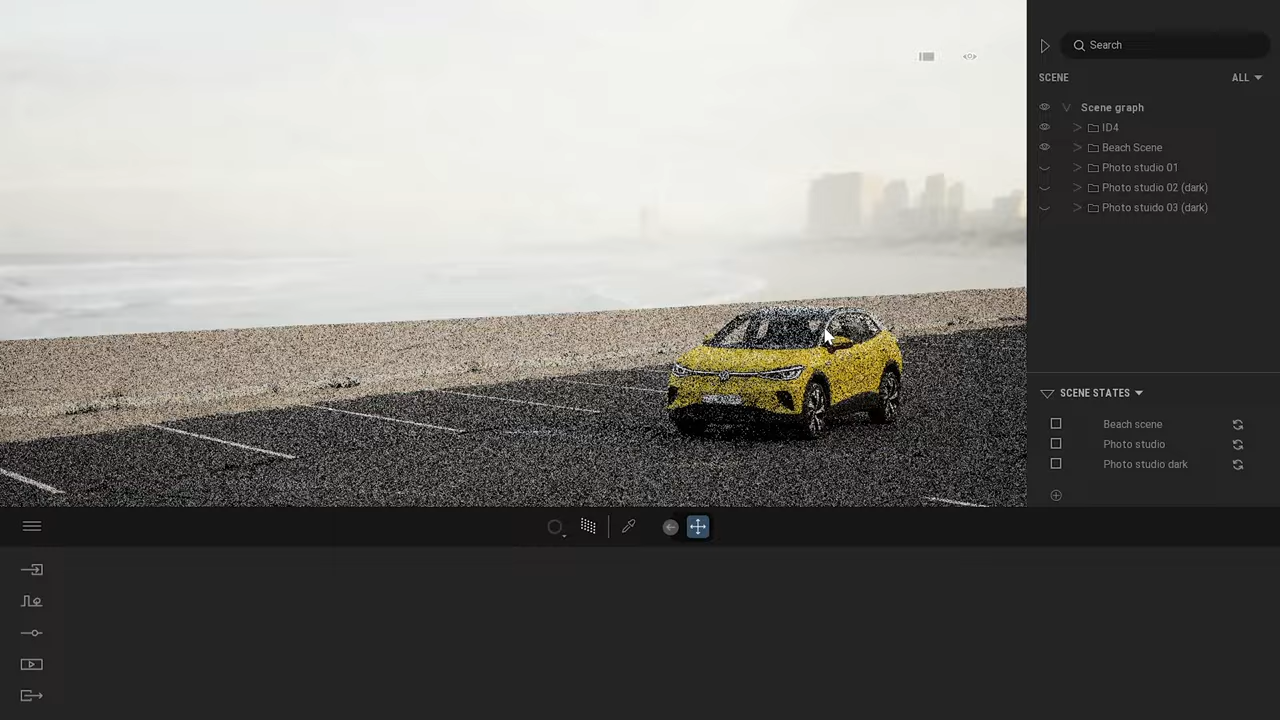 Search
SCENE
ALL
Scene graph
ID4
Beach Scene
Photo studio 01
Photo studio 02 (dark)
Photo stuido 03 (dark)
SCENE STATES
Beach scene
Photo studio
Photo studio dark